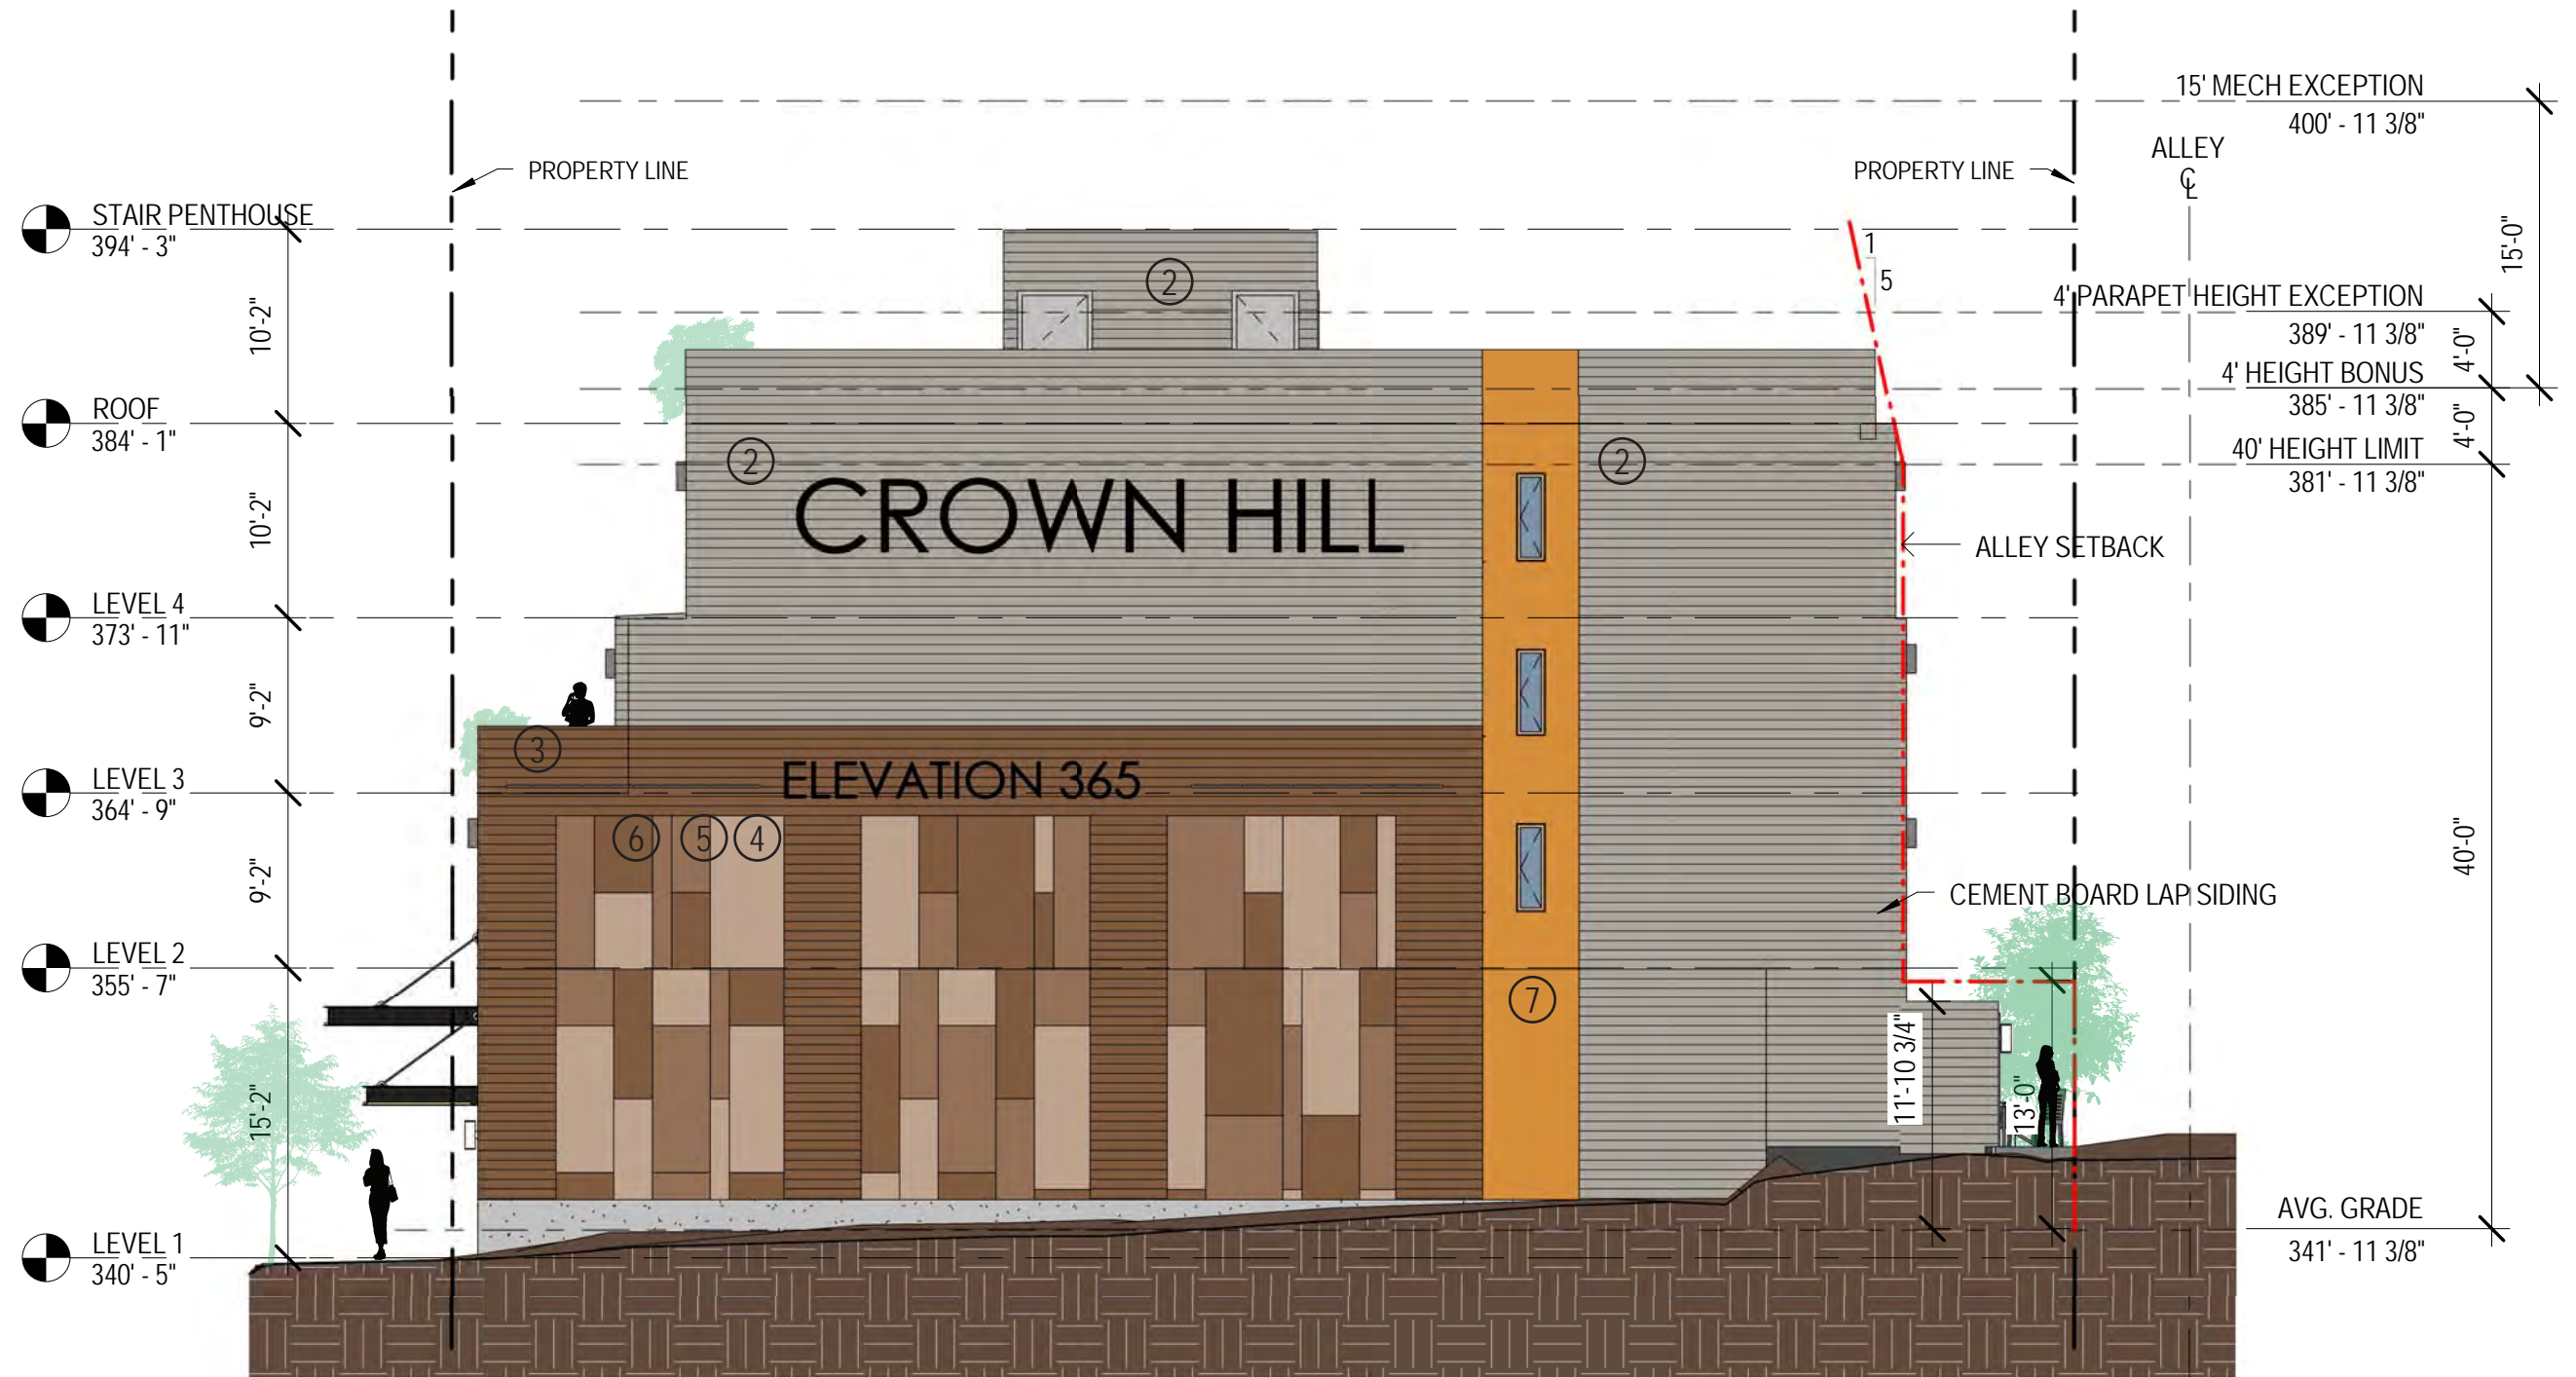 15' MECH EXCEPTION
400' - 11 3/8"
ALLEY
℄
PROPERTY LINE
PROPERTY LINE
STAIR PENTHOUSE
394' - 3"
15'-0"
1
5
2
4' PARAPET HEIGHT EXCEPTION
389' - 11 3/8"
10'-2"
4'-0"
4' HEIGHT BONUS
385' - 11 3/8"
ROOF
384' - 1"
4'-0"
40' HEIGHT LIMIT
381' - 11 3/8"
2
2
CROWN HILL
10'-2"
ALLEY SETBACK
LEVEL 4
373' - 11"
9'-2"
3
ELEVATION 365
LEVEL 3
364' - 9"
6
5
4
9'-2"
40'-0"
CEMENT BOARD LAP SIDING
LEVEL 2
355' - 7"
7
11'-10 3/4"
13'-0"
15'-2"
LEVEL 1
340' - 5"
AVG. GRADE
341' - 11 3/8"